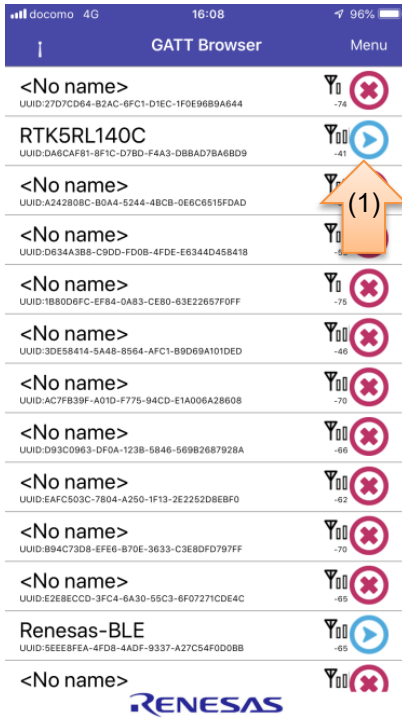 docomo 4G 16:08 96%
i GATT Browser Menu
<No name>
UUID:27D7CD64-B2AC-6FC1-D1EC-1F0E96B9A644 -74
RTK5RL140C
UUID:DA6CAF81-8F1C-D7BD-F4A3-DBBAD7BA6BD9 -41
<No name> (1)
UUID:A242808C-B0A4-5244-4BCB-0E6C6515FDAD
<No name>
UUID:D634A3B8-C9DD-FD0B-4FDE-E6344D458418
<No name>
UUID:1B80D6FC-EF84-0A83-CE80-63E22657F0FF -75
<No name>
UUID:3DE58414-5A48-8564-AFC1-B9D69A101DED -46
<No name>
UUID:AC7FB39F-A01D-F775-94CD-E1A006A28608 -70
<No name>
UUID:D93C0963-DF0A-123B-5846-569B2687928A -66
<No name>
UUID:EAFC503C-7804-A250-1F13-2E2252D8EBF0 -62
<No name>
UUID:B94C73D8-EFE6-B70E-3633-C3E8DFD797FF -70
<No name>
UUID:E2E8ECCD-3FC4-6A30-55C3-6F07271CDE4C -65
Renesas-BLE
UUID:5EEE8FEA-4FD8-4ADF-9337-A27C54F0D0BB -65
<No name>
RENESAS